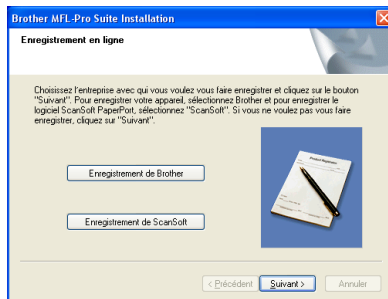 Brother MFL-Pro Suite Installation
Enregistrement en ligne
Choisissez l'entreprise avec qui vous voulez vous faire enregistrer et cliquez sur le bouton
"Suivant". Pour enregistrer votre appareil, sélectionnez Brother et pour enregistrer le
logiciel ScanSoft PaperPort, sélectionnez "ScanSoft". Si vous ne voulez pas vous faire
enregistrer, cliquez sur "Suivant".
Enregistrement de Brother
Enregistrement de ScanSoft
Product Registration
< Précédent
Suivant >
Annuler